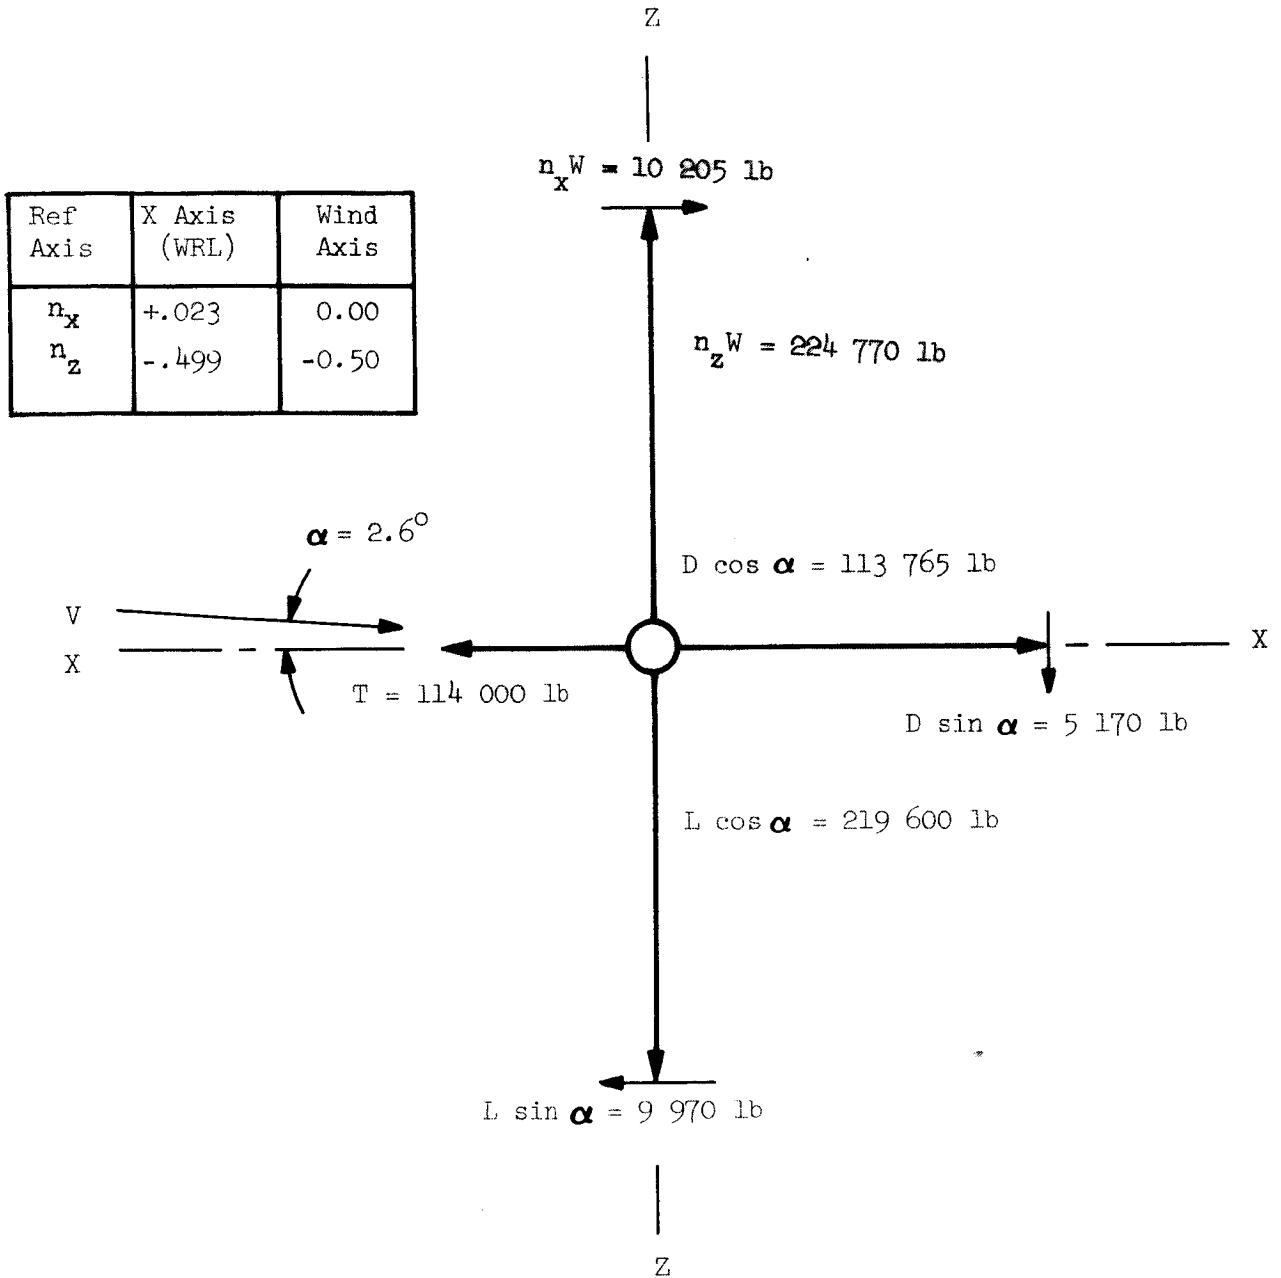 Z
n_x W = 10 205 lb
Ref Axis | X Axis (WRL) | Wind Axis
n_x | +.023 | 0.00
n_z | -.499 | -0.50
n_z W = 224 770 lb
α = 2.6°
D cos α = 113 765 lb
V
X
X
T = 114 000 lb
D sin α = 5 170 lb
L cos α = 219 600 lb
L sin α = 9 970 lb
Z